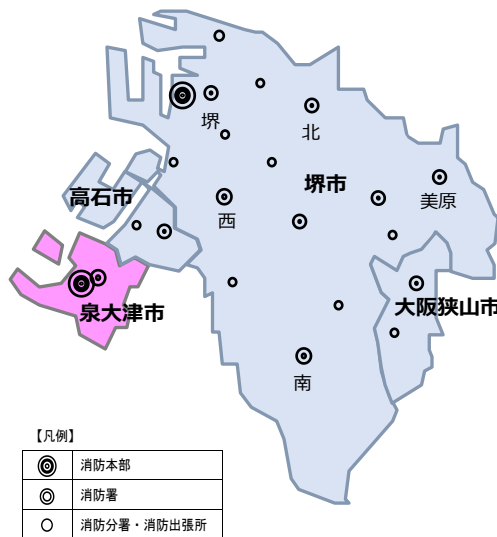 堺
北
高石市
堺市
美原
西
大阪狭山市
泉大津市
南
【凡例】
消防本部
消防署
消防分署・消防出張所